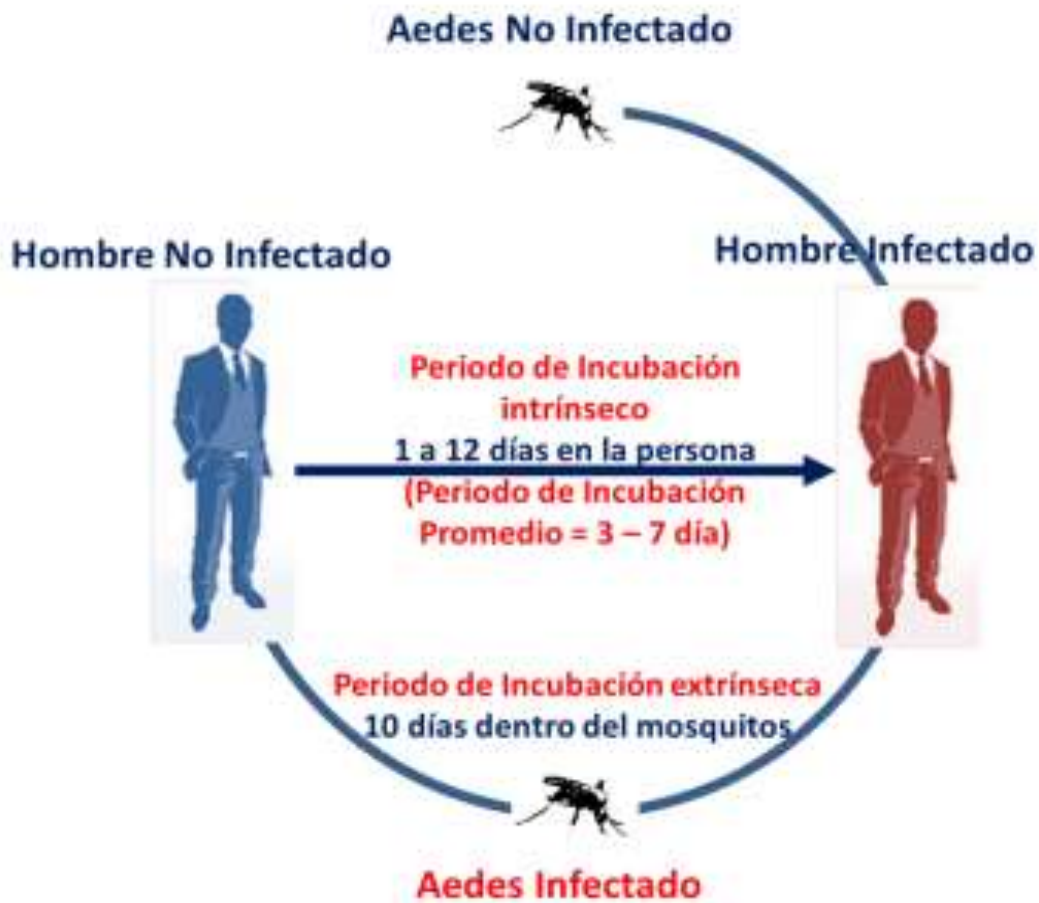 Aedes No Infectado
Hombre No Infectado
Hombre Infectado
Periodo de Incubación
intrínseco
1 a 12 días en la persona
(Periodo de Incubación
Promedio = 3 – 7 día)
Periodo de Incubación extrínseca
10 días dentro del mosquitos
Aedes Infectado